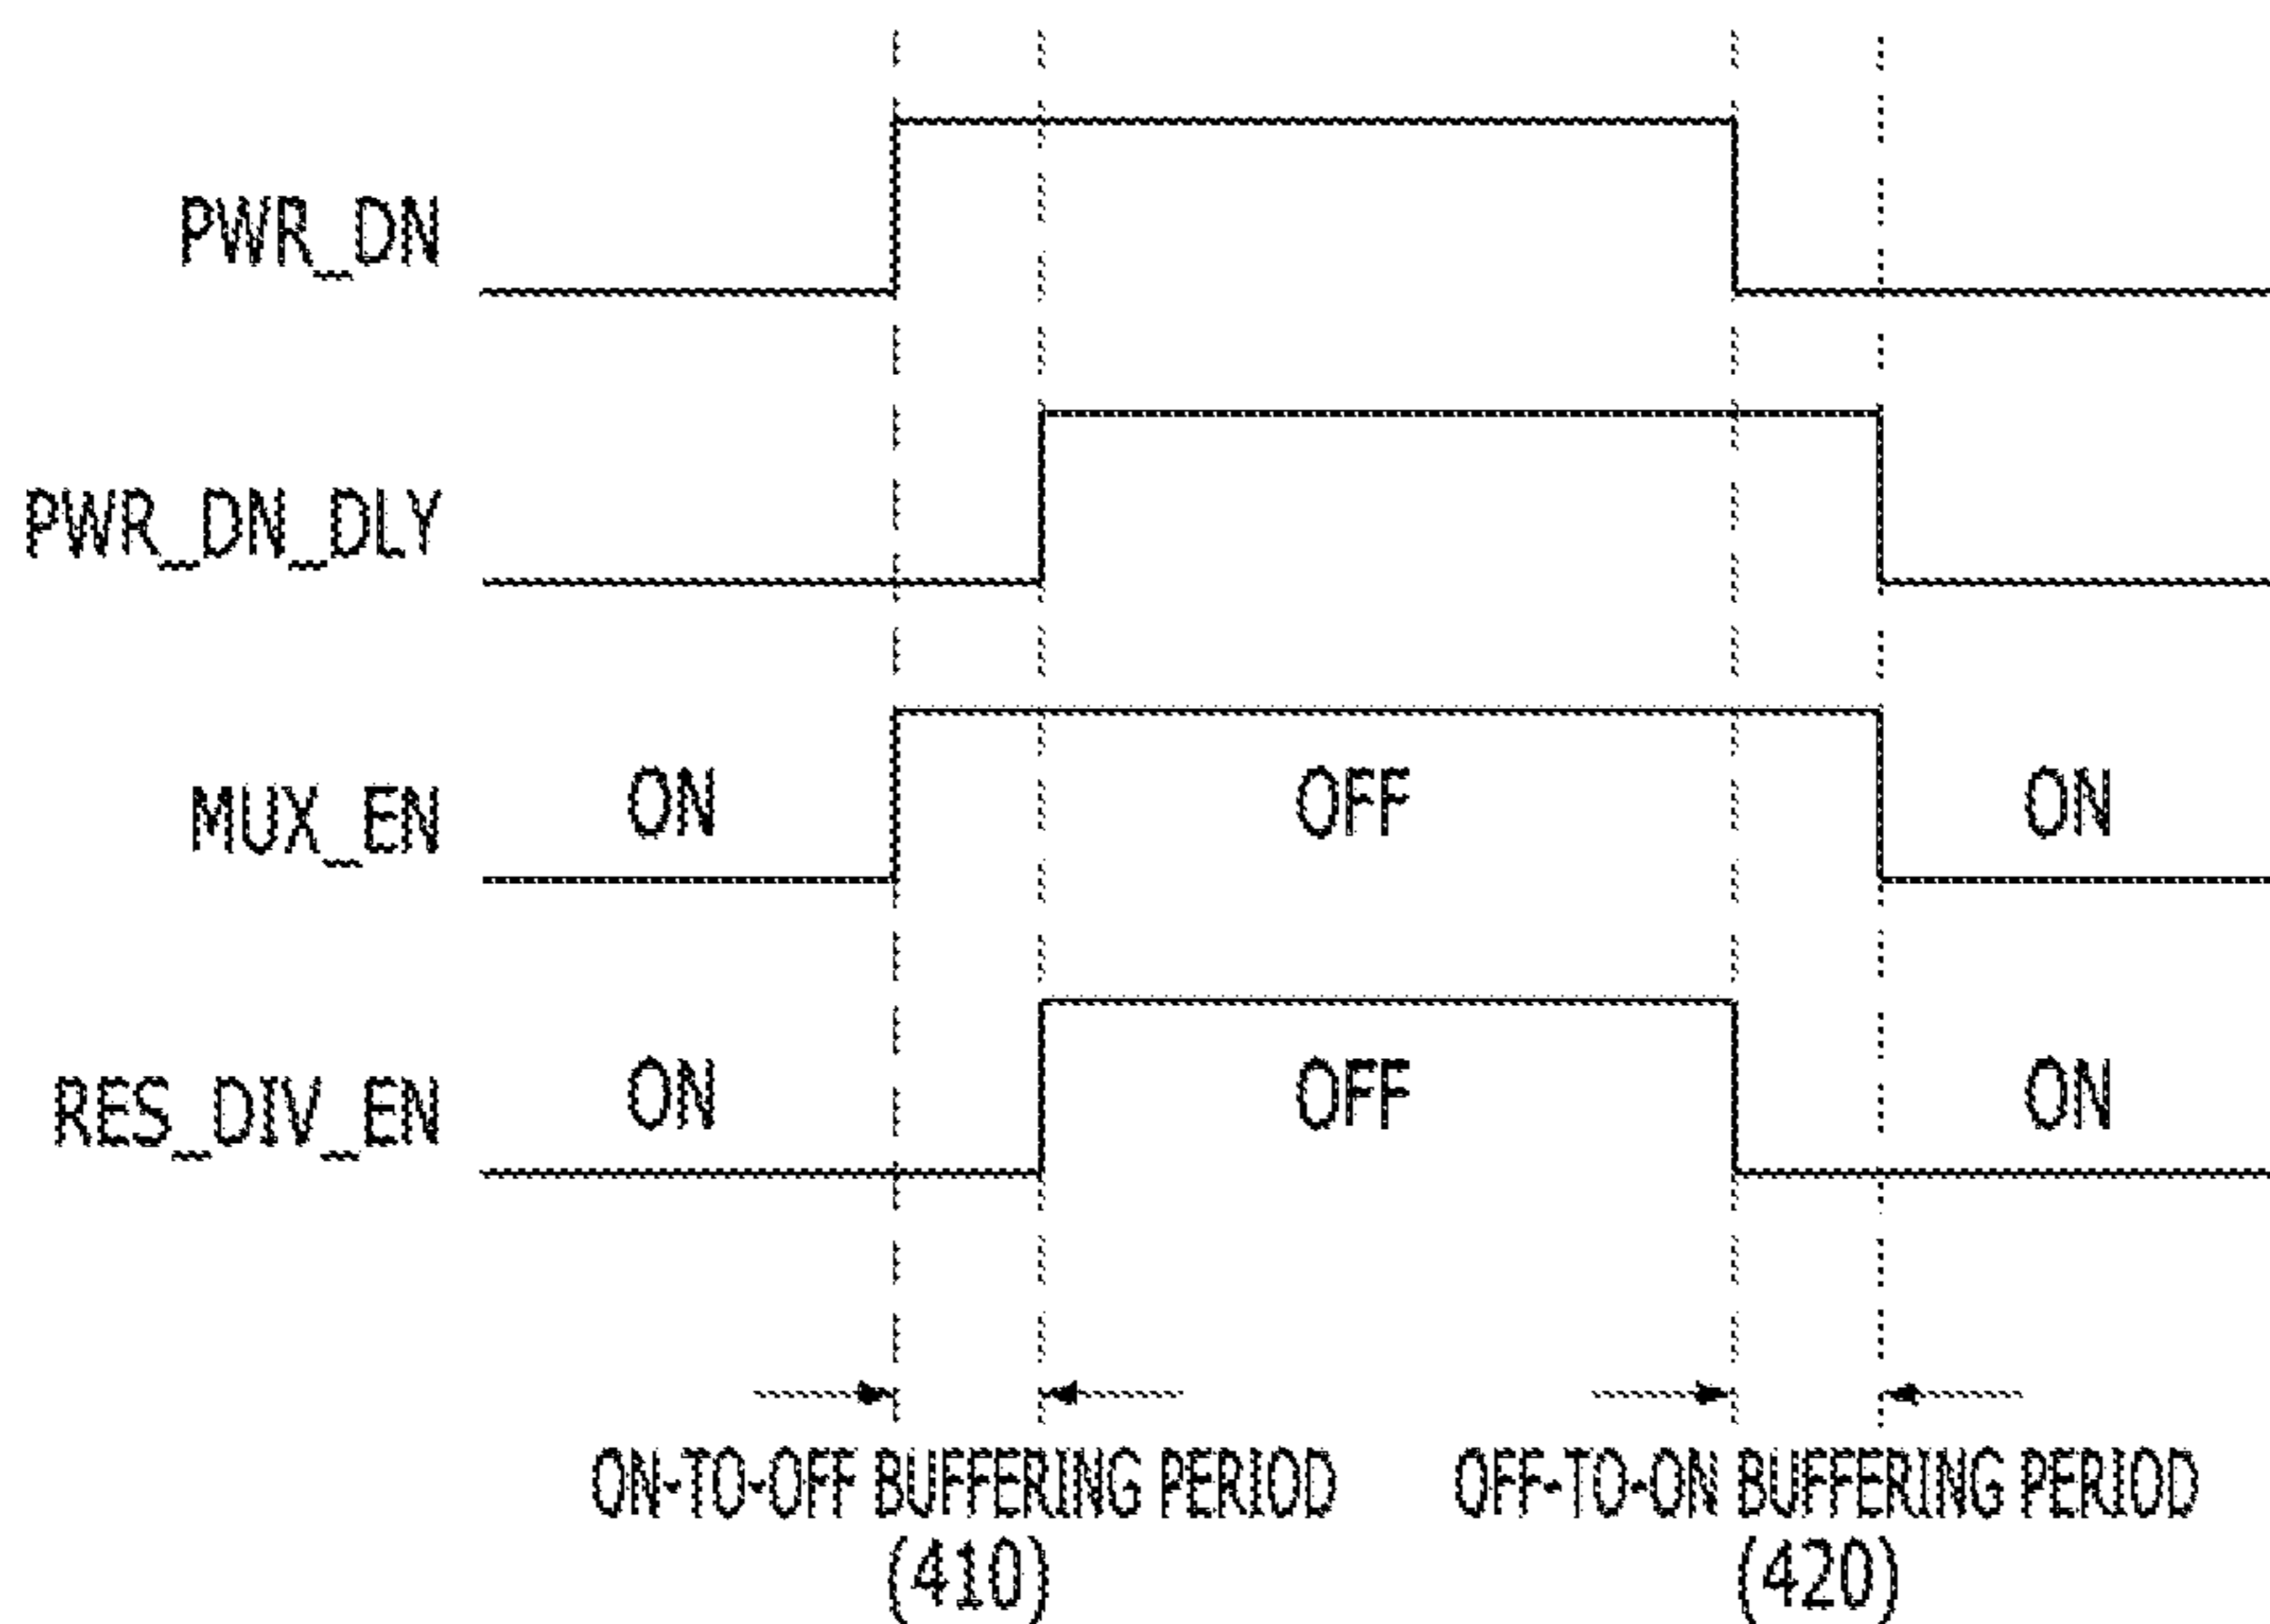 PWR_DN
PWR_DN_DLY
MUX_EN ON OFF ON
RES_DIV_EN ON OFF ON
ON-TO-OFF BUFFERING PERIOD
(410)
OFF-TO-ON BUFFERING PERIOD
(420)